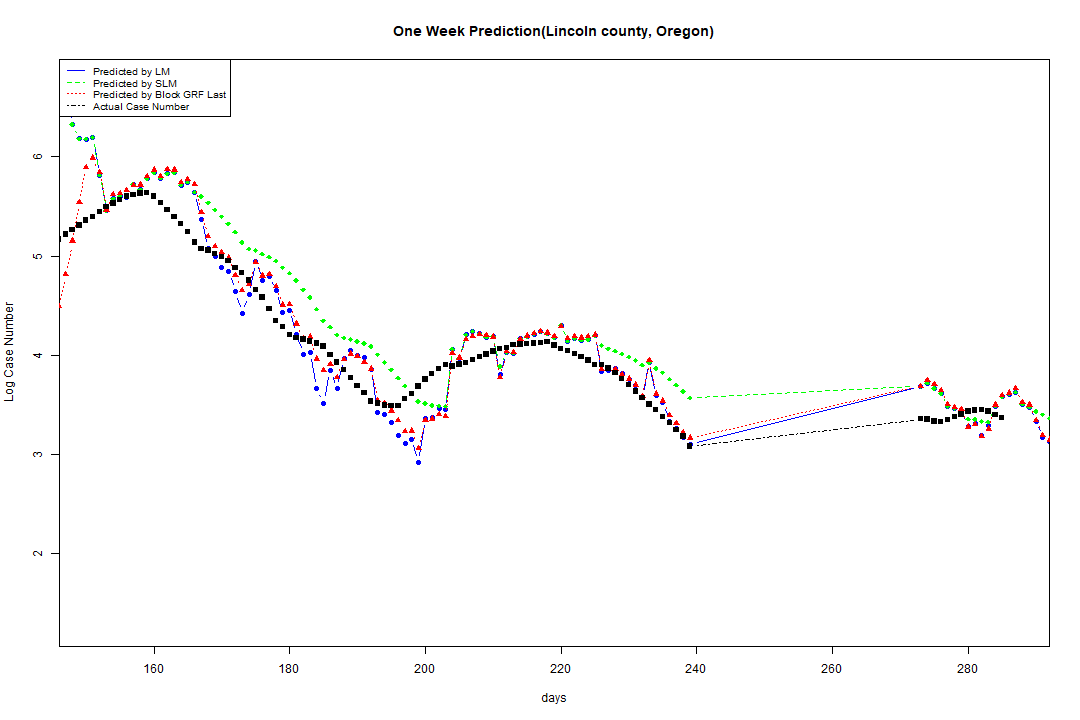 One Week Prediction(Lincoln county, Oregon)
Predicted by LM
Predicted by SLM
Predicted by Block GRF Last
Actual Case Number
6
5
4
3
2
Log Case Number
160 180 200 220 240 260 280
days